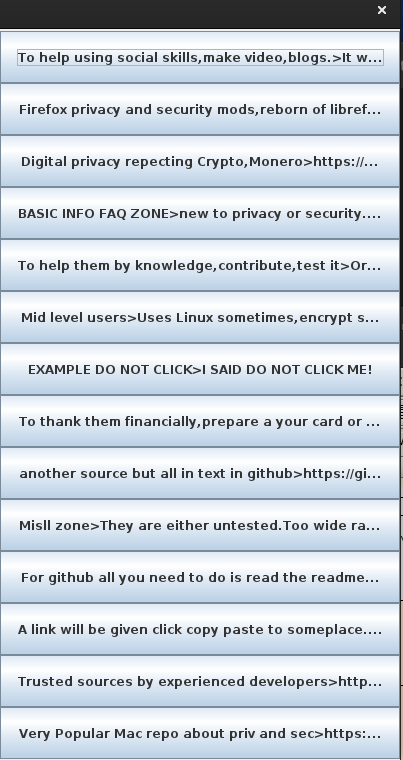 To help using social skills,make video,blogs.>It w...
Firefox privacy and security mods,reborn of libref...
Digital privacy repecting Crypto,Monero>https://...
BASIC INFO FAQ ZONE>new to privacy or security....
To help them by knowledge,contribute,test it>Or...
Mid level users>Uses Linux sometimes,encrypt s...
EXAMPLE DO NOT CLICK>I SAID DO NOT CLICK ME!
To thank them financially,prepare a your card or ...
another source but all in text in github>https://gi...
Misll zone>They are either untested.Too wide ra...
For github all you need to do is read the readme...
A link will be given click copy paste to someplace....
Trusted sources by experienced developers>http...
Very Popular Mac repo about priv and sec>https:...